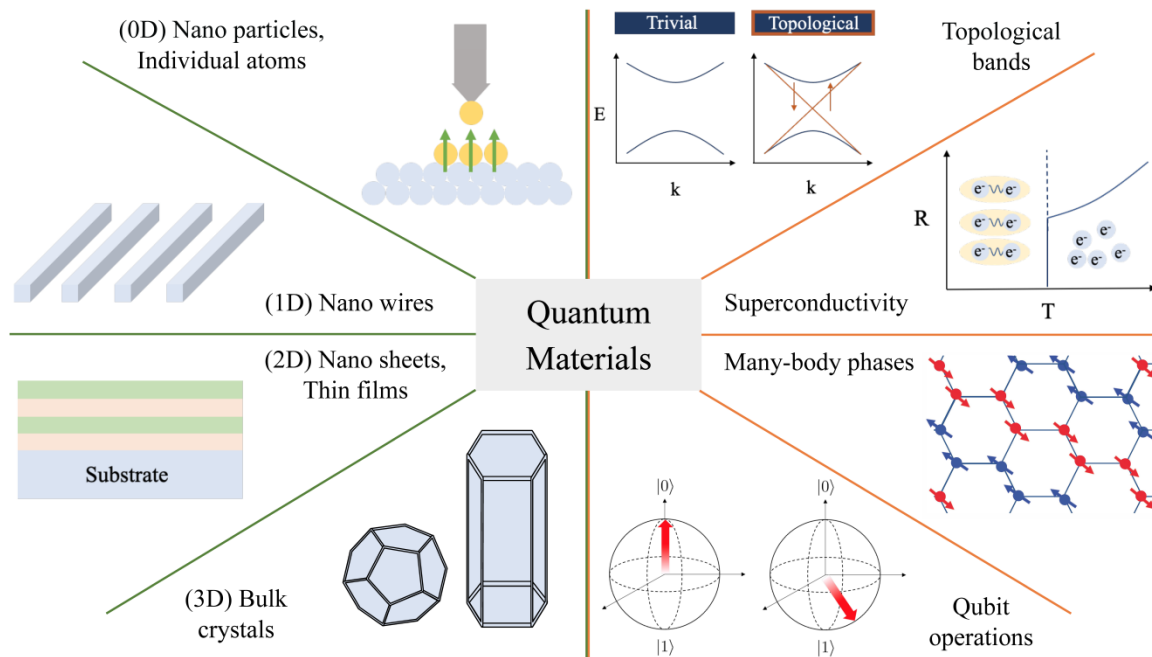 (0D) Nano particles,
Individual atoms
(1D) Nano wires
(2D) Nano sheets,
Thin films
Substrate
(3D) Bulk
crystals
Quantum
Materials
Trivial
Topological
E
k
k
Topological
bands
R
e⁻ e⁻
e⁻ e⁻
e⁻ e⁻
e⁻
e⁻
e⁻
e⁻
e⁻
T
Superconductivity
Many-body phases
|0⟩
|1⟩
|0⟩
|1⟩
Qubit
operations